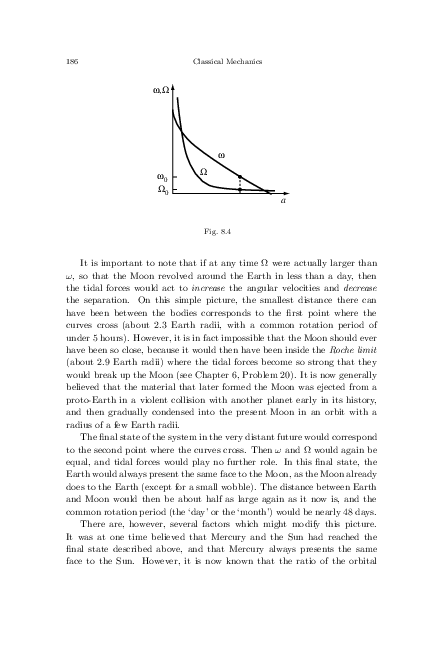 186
Classical Mechanics
ω,Ω
ω
Ω
ω₀
Ω₀
a
Fig. 8.4
It is important to note that if at any time Ω were actually larger than
ω, so that the Moon revolved around the Earth in less than a day, then
the tidal forces would act to increase the angular velocities and decrease
the separation. On this simple picture, the smallest distance there can
have been between the bodies corresponds to the first point where the
curves cross (about 2.3 Earth radii, with a common rotation period of
under 5 hours). However, it is in fact impossible that the Moon should ever
have been so close, because it would then have been inside the Roche limit
(about 2.9 Earth radii) where the tidal forces become so strong that they
would break up the Moon (see Chapter 6, Problem 20). It is now generally
believed that the material that later formed the Moon was ejected from a
proto-Earth in a violent collision with another planet early in its history,
and then gradually condensed into the present Moon in an orbit with a
radius of a few Earth radii.
The final state of the system in the very distant future would correspond
to the second point where the curves cross. Then ω and Ω would again be
equal, and tidal forces would play no further role. In this final state, the
Earth would always present the same face to the Moon, as the Moon already
does to the Earth (except for a small wobble). The distance between Earth
and Moon would then be about half as large again as it now is, and the
common rotation period (the ‘day’ or the ‘month’) would be nearly 48 days.
There are, however, several factors which might modify this picture.
It was at one time believed that Mercury and the Sun had reached the
final state described above, and that Mercury always presents the same
face to the Sun. However, it is now known that the ratio of the orbital